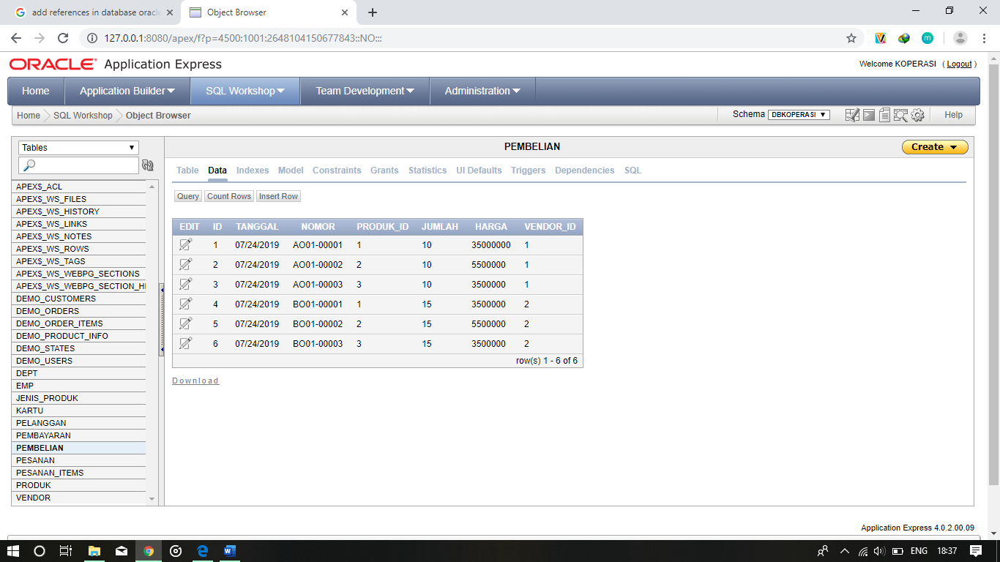 add references in database oracle
Object Browser
127.0.0.1:8080/apex/f?p=4500:1001:2648104150677843::NO:::
ORACLE Application Express
Welcome KOPERASI ( Logout )
Home Application Builder SQL Workshop Team Development Administration
Home SQL Workshop Object Browser
Schema DBKOPERASI Help
Tables
APEX$_ACL
APEX$_WS_FILES
APEX$_WS_HISTORY
APEX$_WS_LINKS
APEX$_WS_NOTES
APEX$_WS_ROWS
APEX$_WS_TAGS
APEX$_WS_WEBPG_SECTIONS
APEX$_WS_WEBPG_SECTION_HI
DEMO_CUSTOMERS
DEMO_ORDERS
DEMO_ORDER_ITEMS
DEMO_PRODUCT_INFO
DEMO_STATES
DEMO_USERS
DEPT
EMP
JENIS_PRODUK
KARTU
PELANGGAN
PEMBAYARAN
PEMBELIAN
PESANAN
PESANAN_ITEMS
PRODUK
VENDOR
PEMBELIAN
Create
Table Data Indexes Model Constraints Grants Statistics UI Defaults Triggers Dependencies SQL
Query Count Rows Insert Row
EDIT ID TANGGAL NOMOR PRODUK_ID JUMLAH HARGA VENDOR_ID
1 07/24/2019 AO01-00001 1 10 35000000 1
2 07/24/2019 AO01-00002 2 10 5500000 1
3 07/24/2019 AO01-00003 3 10 3500000 1
4 07/24/2019 BO01-00001 1 15 3500000 2
5 07/24/2019 BO01-00002 2 15 5500000 2
6 07/24/2019 BO01-00003 3 15 3500000 2
row(s) 1 - 6 of 6
Download
Application Express 4.0.2.00.09
ENG 18:37